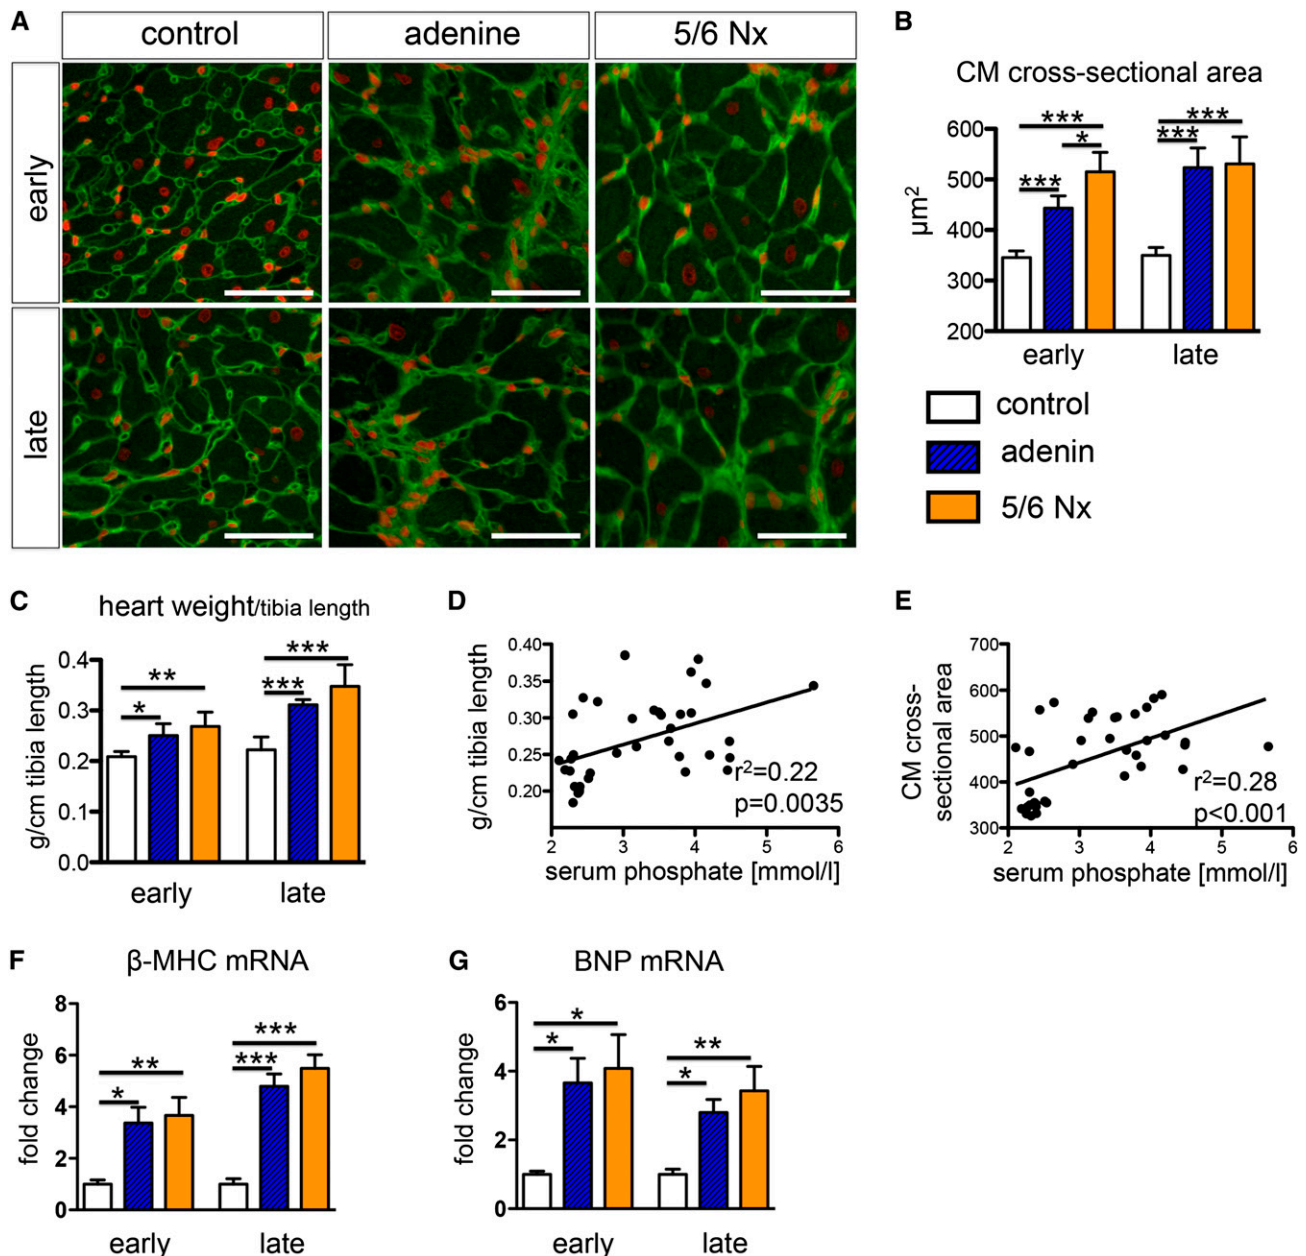 A
control
adenine
5/6 Nx
early
late
B
CM cross-sectional area
*** *** 
*** * ***
600
500
400
300
200
µm²
early late
control
adenin
5/6 Nx
C
heart weight/tibia length
g/cm tibia length
0.4
0.3
0.2
0.1
0.0
** ***
* ***
early late
D
g/cm tibia length
0.40
0.35
0.30
0.25
0.20
r²=0.22
p=0.0035
2 3 4 5 6
serum phosphate [mmol/l]
E
CM cross-
sectional area
700
600
500
400
300
r²=0.28
p<0.001
2 3 4 5 6
serum phosphate [mmol/l]
F
β-MHC mRNA
fold change
8
6
4
2
0
** ***
* ***
early late
G
BNP mRNA
fold change
6
4
2
0
* **
* *
early late